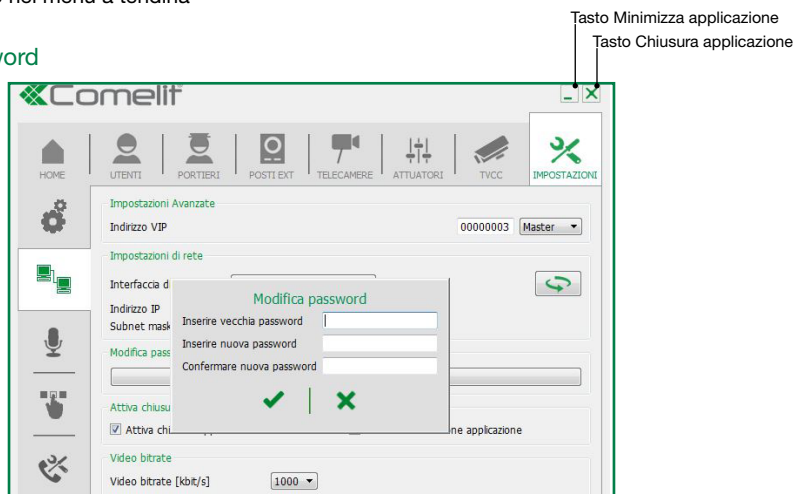 nel menu a tendina
Tasto Minimizza applicazione
Tasto Chiusura applicazione
Comelit
HOME
UTENTI
PORTIERI
POSTI EXT
TELECAMERE
ATTUATORI
TVCC
IMPOSTAZIONI
Impostazioni Avanzate
Indirizzo VIP 00000003 Master
Impostazioni di rete
Interfaccia d
Indirizzo IP
Subnet mask
Modifica password
Inserire vecchia password
Inserire nuova password
Confermare nuova password
Modifica pass
Attiva chiusu
Attiva chi ne applicazione
Video bitrate
Video bitrate [kbit/s] 1000